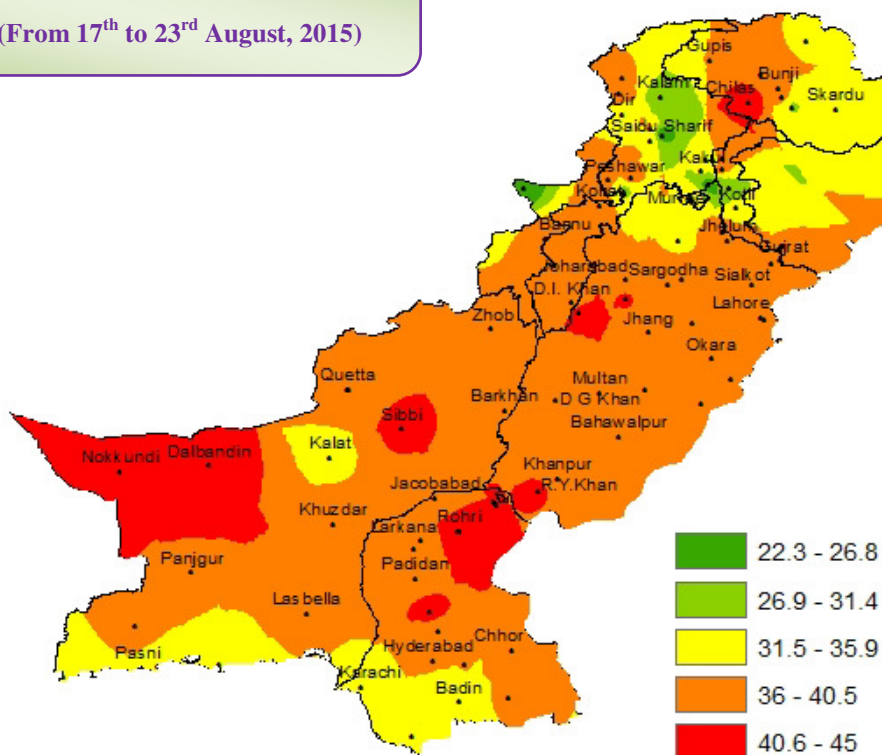 (From 17th to 23rd August, 2015)
Gupis
Bunji
Kalam
Chilas
Skardu
Dir
Saidu Sharif
Kakul
Peshawar
Kohat
Kotli
Murree
Jhelum
Bannu
Gujrat
Joharabad
Sargodha
Sialkot
D.I. Khan
Lahore
Zhob
Jhang
Okara
Quetta
Multan
Barkhan
D G Khan
Sibbi
Bahawalpur
Kalat
Nokkundi
Dalbandin
Khanpur
Jacobabad
R.Y.Khan
Khuzdar
Rohri
Larkana
Panjgur
Padidan
Lasbella
Chhor
Hyderabad
Pasni
Karachi
Badin
22.3 - 26.8
26.9 - 31.4
31.5 - 35.9
36 - 40.5
40.6 - 45